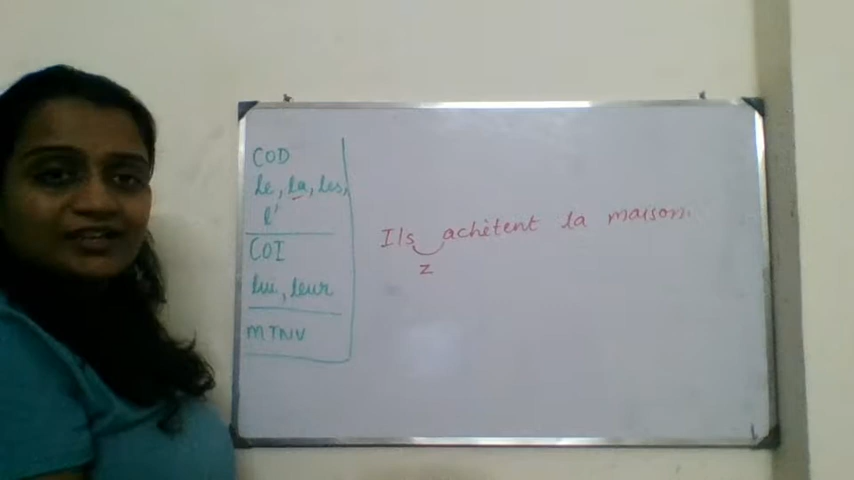 COD
le, la, les,
l'
COI
lui, leur
MTNV
Ils achètent la maison.
z